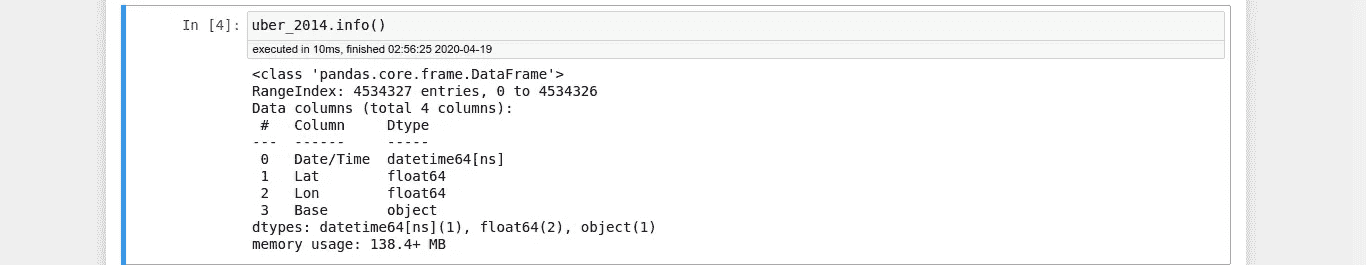 In [4]: uber_2014.info()
executed in 10ms, finished 02:56:25 2020-04-19
<class 'pandas.core.frame.DataFrame'>
RangeIndex: 4534327 entries, 0 to 4534326
Data columns (total 4 columns):
 #   Column     Dtype
---  ------     -----
 0   Date/Time  datetime64[ns]
 1   Lat        float64
 2   Lon        float64
 3   Base       object
dtypes: datetime64[ns](1), float64(2), object(1)
memory usage: 138.4+ MB